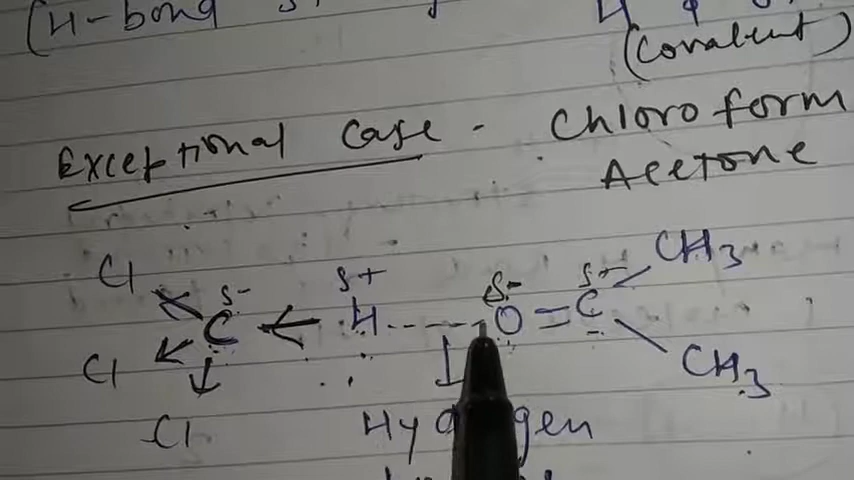 (H-bond
H
(covalent)
Exceptional Case - Chloroform
Acetone
Cl C δ- H δ+ ----- O δ- = C δ+ CH3
Cl
Cl
CH3
Hydrogen